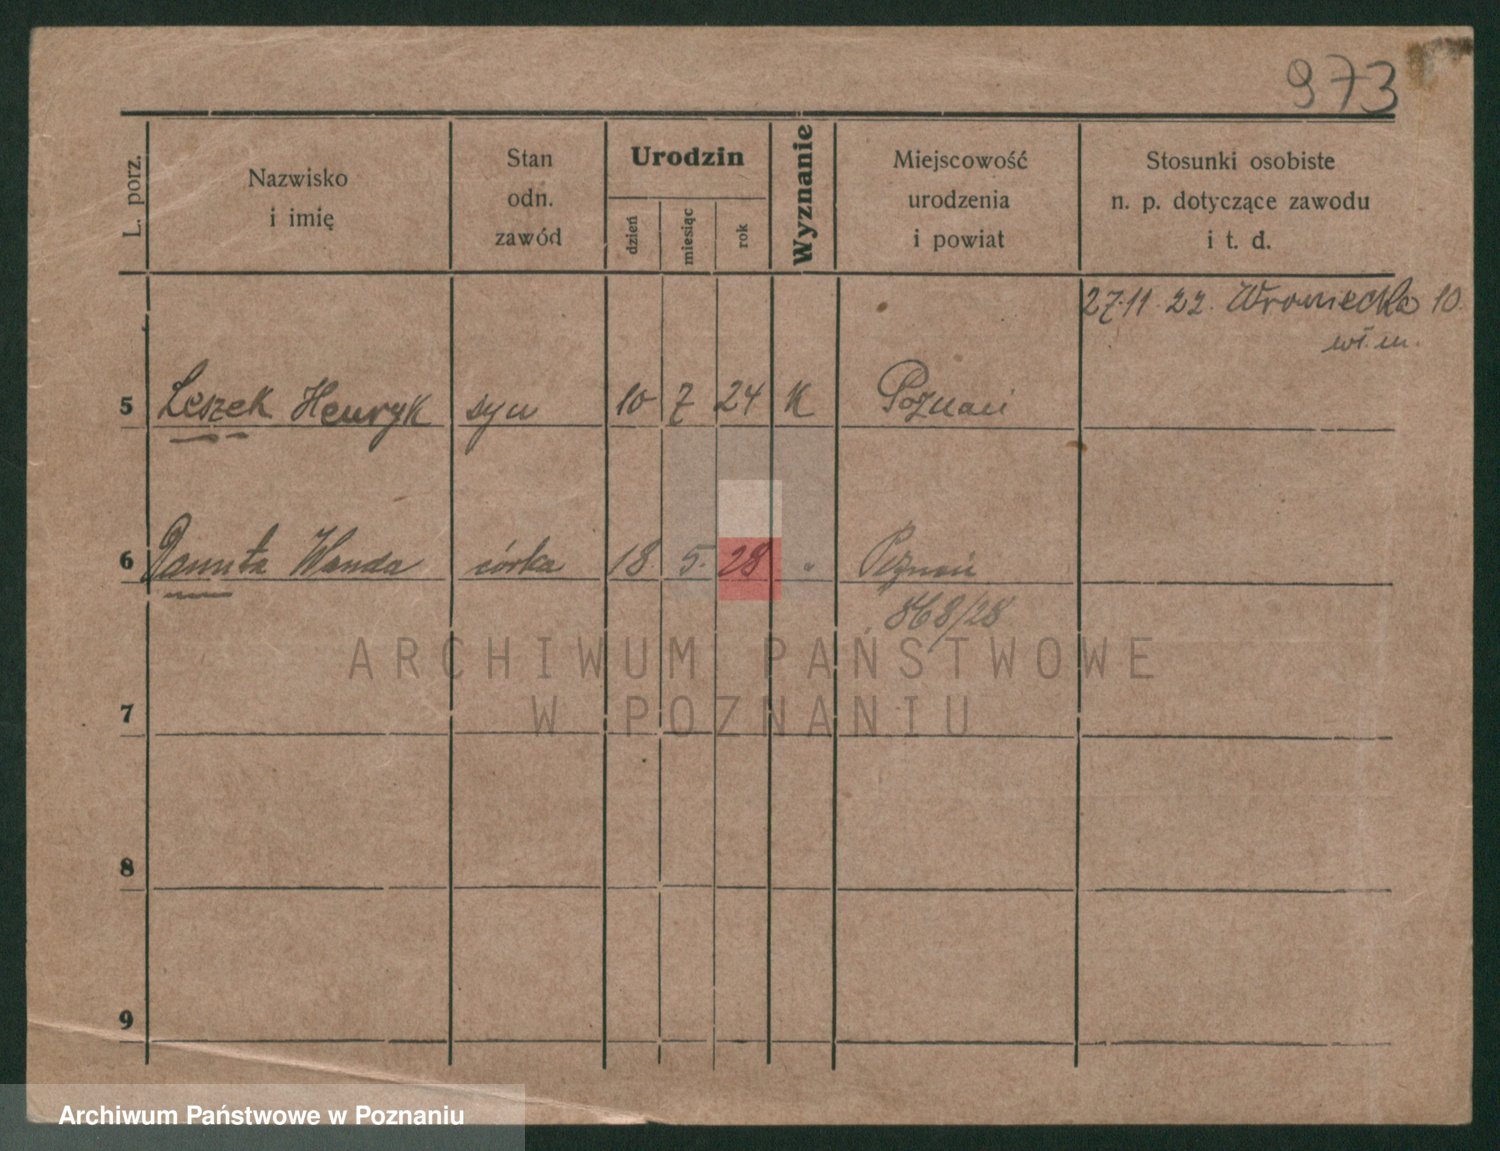 973
L. porz.
Nazwisko
i imię
Stan
odn.
zawód
Urodzin
dzień
miesiąc
rok
Wyznanie
Miejscowość
urodzenia
i powiat
Stosunki osobiste
n. p. dotyczące zawodu
i t. d.
27.11.22. Wroniecka 10.
wł. m.
5 Leszek Henryk syn 10 7 24 K Poznań
6 Danuta Wanda córka 18. 5. 28 " Poznań
868/28
ARCHIWUM PAŃSTWOWE
W POZNANIU
7
8
9
Archiwum Państwowe w Poznaniu